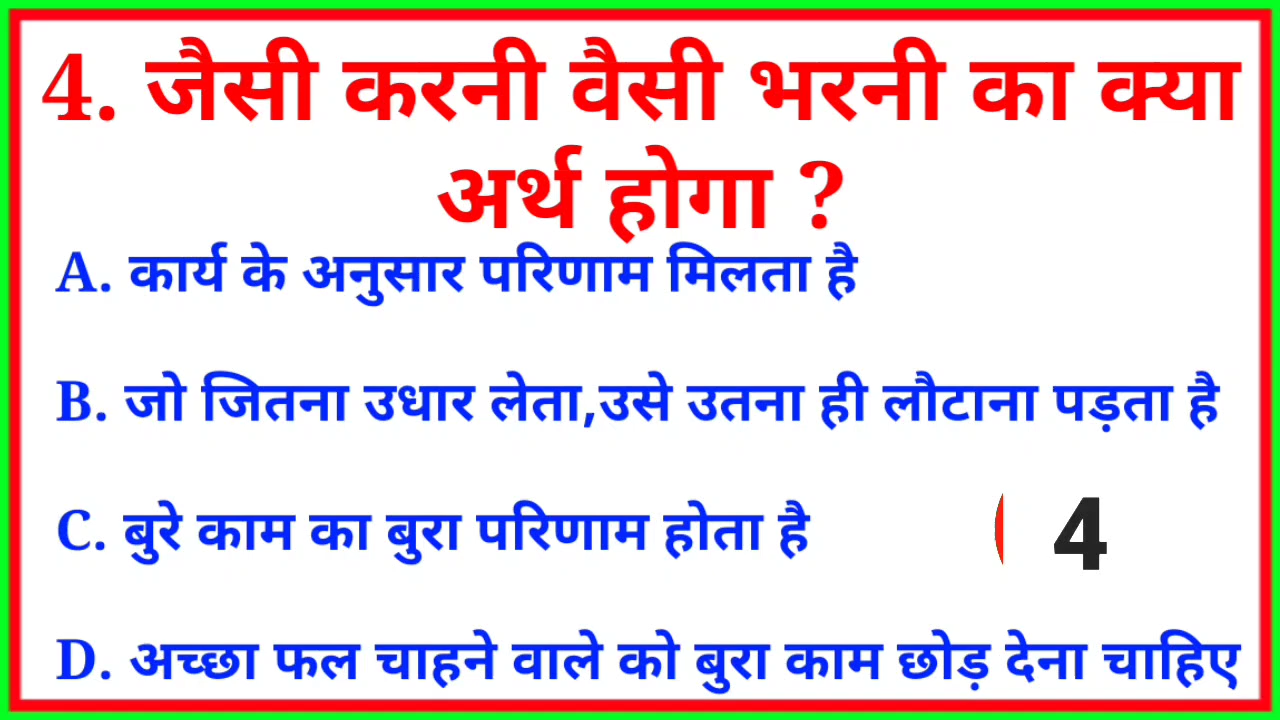 4. जैसी करनी वैसी भरनी का क्या
अर्थ होगा ?
A. कार्य के अनुसार परिणाम मिलता है
B. जो जितना उधार लेता,उसे उतना ही लौटाना पड़ता है
C. बुरे काम का बुरा परिणाम होता है
4
D. अच्छा फल चाहने वाले को बुरा काम छोड़ देना चाहिए